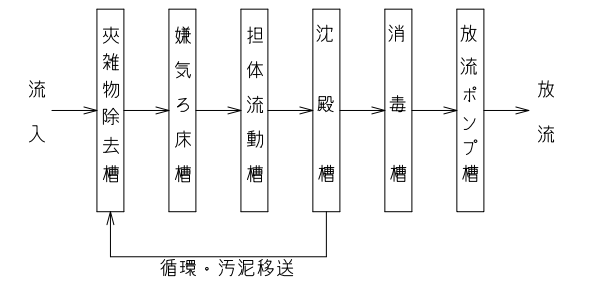 流入
夾雑物除去槽
嫌気ろ床槽
担体流動槽
沈殿槽
消毒槽
放流ポンプ槽
放流
循環・汚泥移送